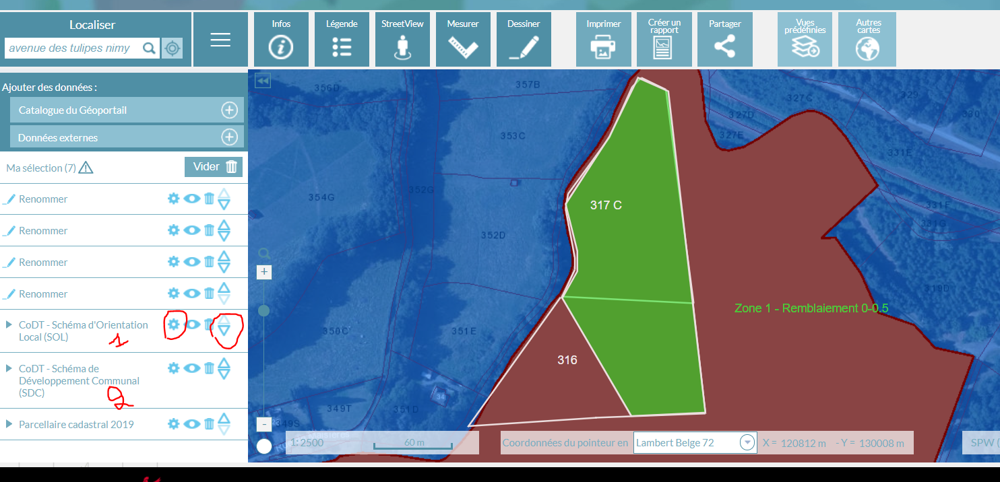 Localiser
avenue des tulipes nimy
Infos
Légende
StreetView
Mesurer
Dessiner
Imprimer
Créer un
rapport
Partager
Vues
prédéfinies
Autres
cartes
Ajouter des données :
Catalogue du Géoportail
Données externes
Ma sélection (7)
Vider
Renommer
Renommer
Renommer
Renommer
CoDT - Schéma d'Orientation
Local (SOL)
1
CoDT - Schéma de
Développement Communal
(SDC)
2
Parcellaire cadastral 2019
356D
357B
353C
352G
354G
352D
350C
351E
349T
351D
34
349S
327C
327D
327E
329
330
331E
331F
331G
319D
317 C
316
Zone 1 - Remblaiement 0-0.5
+
-
1: 2500
60 m
Coordonnées du pointeur en
Lambert Belge 72
X = 120812 m - Y = 130008 m
SPW (